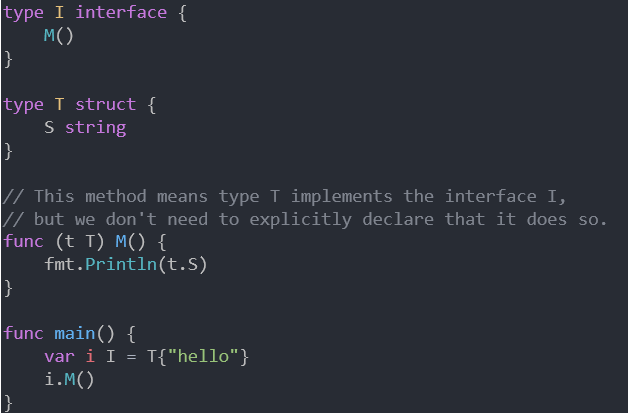 type I interface {
    M()
}

type T struct {
    S string
}

// This method means type T implements the interface I,
// but we don't need to explicitly declare that it does so.
func (t T) M() {
    fmt.Println(t.S)
}

func main() {
    var i I = T{"hello"}
    i.M()
}